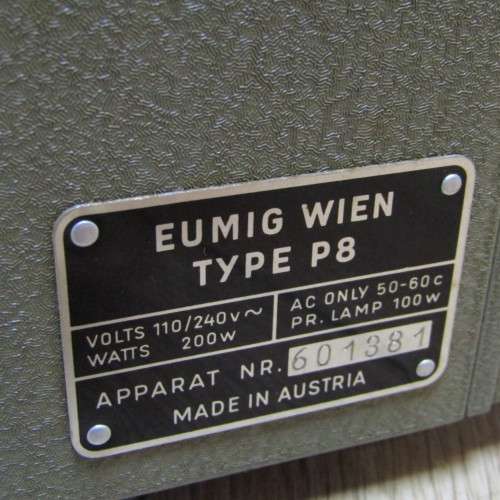 EUMIG WIEN
TYPE P8
VOLTS 110/240V~
WATTS 200W
AC ONLY 50-60c
PR. LAMP 100W
APPARAT NR. 601381
MADE IN AUSTRIA